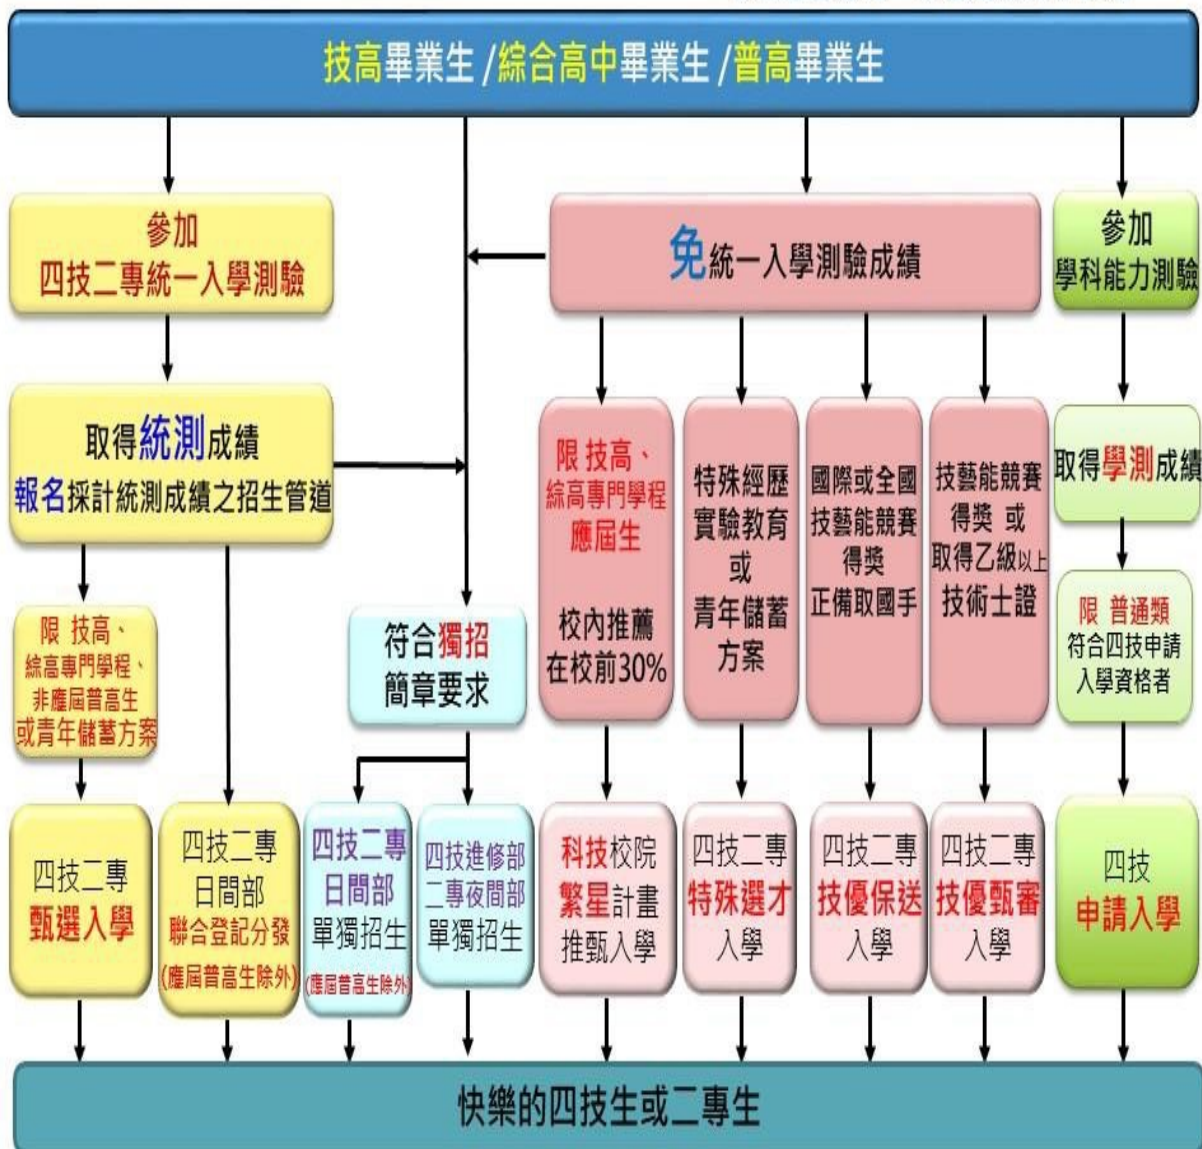 技高畢業生 /綜合高中畢業生 /普高畢業生
參加
四技二專統一入學測驗
免統一入學測驗成績
參加
學科能力測驗
取得統測成績
報名採計統測成績之招生管道
限 技高、
綜高專門學程
應屆生
校內推薦
在校前30%
特殊經歷
實驗教育
或
青年儲蓄
方案
國際或全國
技藝能競賽
得獎
正備取國手
技藝能競賽
得獎 或
取得乙級以上
技術士證
取得學測成績
限 技高、
綜高專門學程、
非應屆普高生
或青年儲蓄方案
符合獨招
簡章要求
限 普通類
符合四技申請
入學資格者
四技二專
甄選入學
四技二專
日間部
聯合登記分發
(應屆普高生除外)
四技二專
日間部
單獨招生
(應屆普高生除外)
四技進修部
二專夜間部
單獨招生
科技校院
繁星計畫
推甄入學
四技二專
特殊選才
入學
四技二專
技優保送
入學
四技二專
技優甄審
入學
四技
申請入學
快樂的四技生或二專生